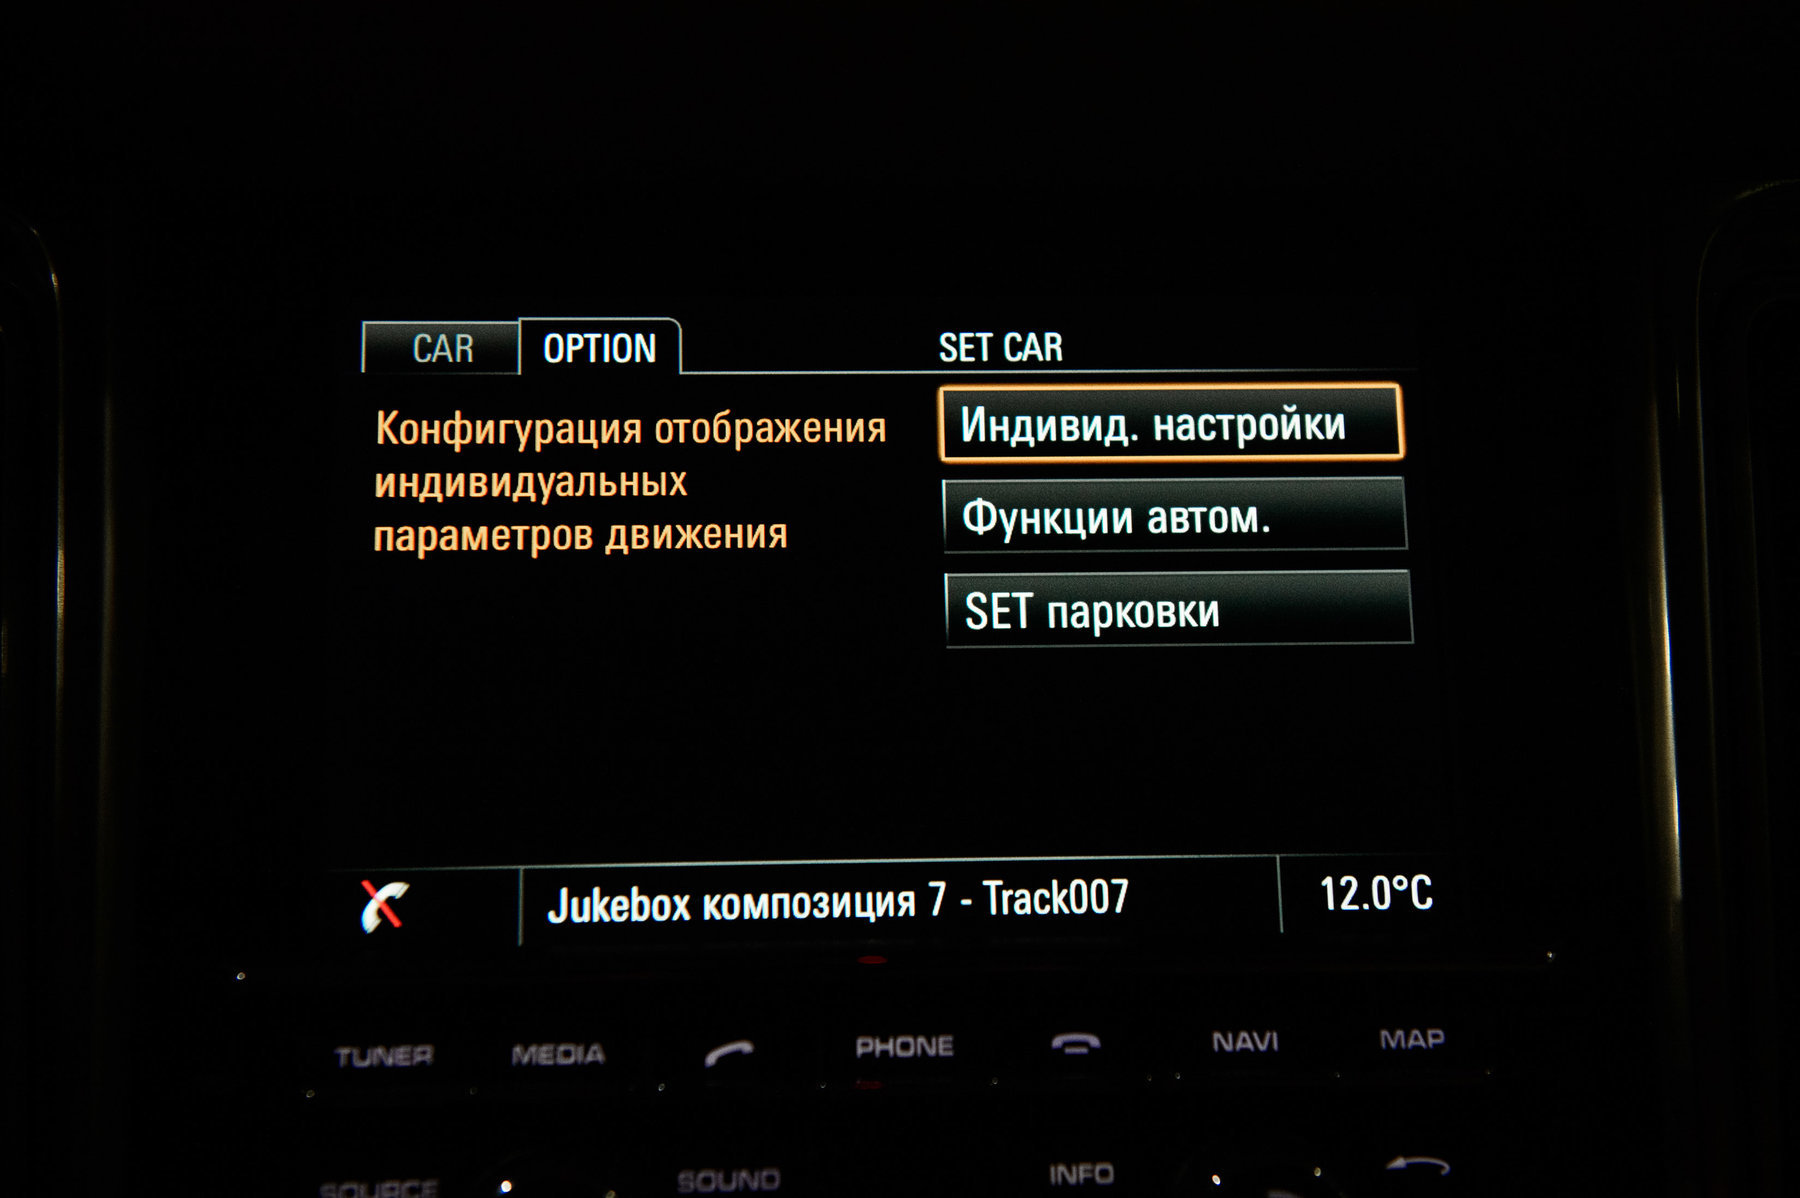 CAR OPTION SET CAR
Конфигурация отображения
индивидуальных
параметров движения
Индивид. настройки
Функции автом.
SET парковки
Jukebox композиция 7 - Track007 12.0°C
TUNER MEDIA PHONE NAVI MAP
SOURCE SOUND INFO